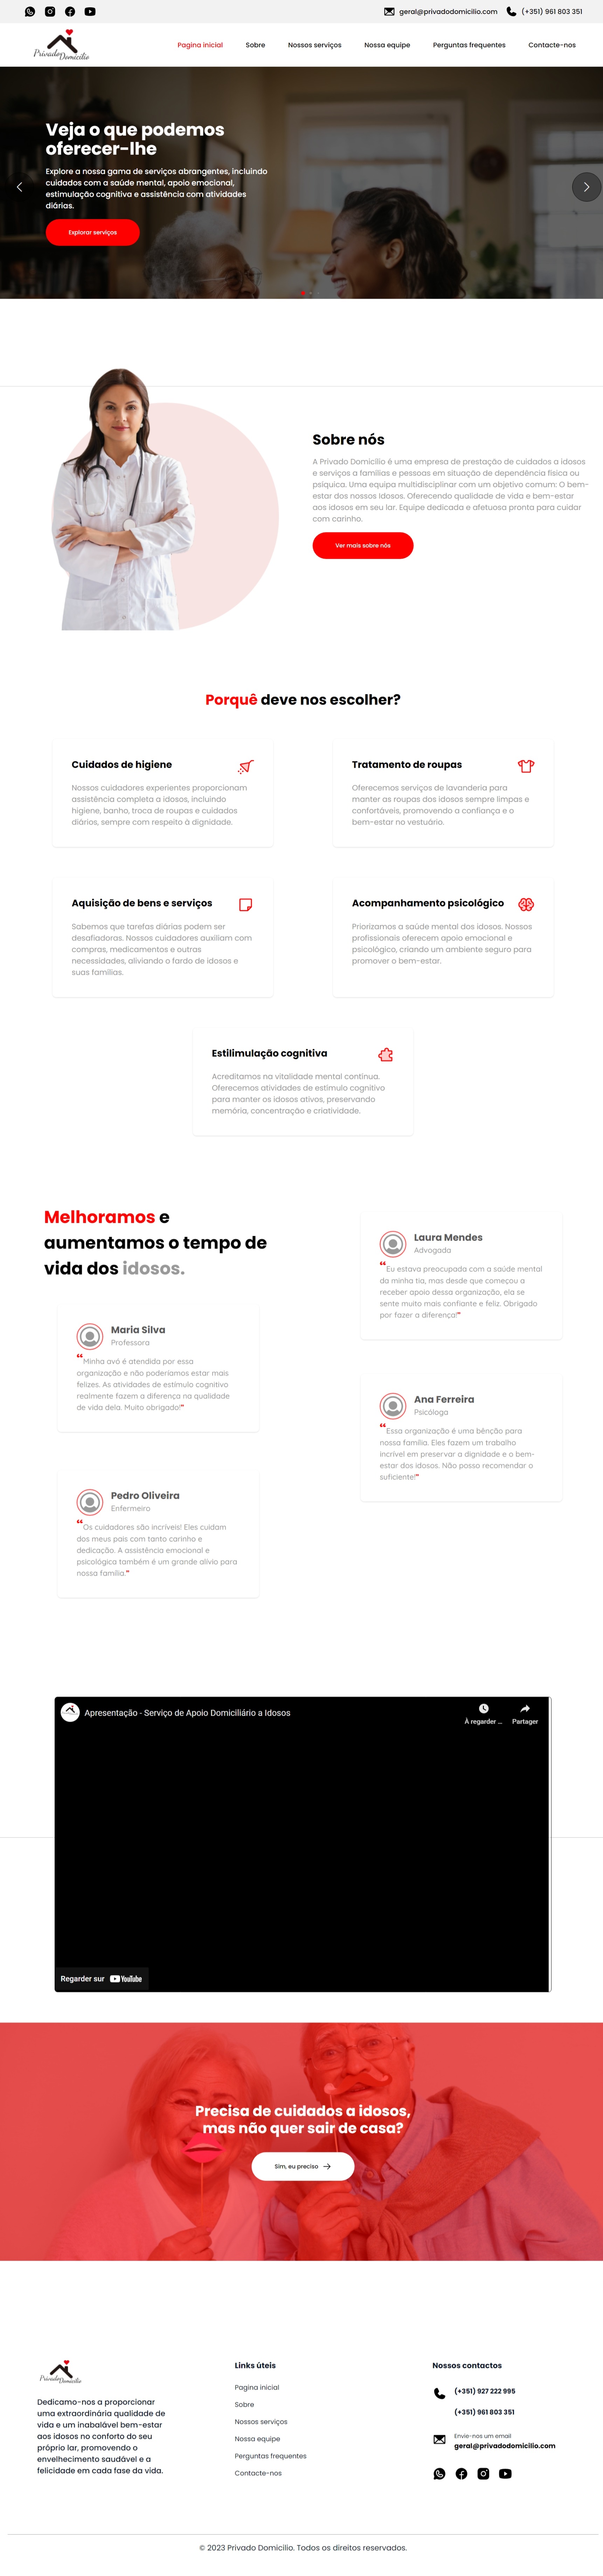 geral@privadodomicilio.com (+351) 961 803 351
Privado Domicílio
Pagina inicial Sobre Nossos serviços Nossa equipe Perguntas frequentes Contacte-nos
Veja o que podemos
oferecer-lhe
Explore a nossa gama de serviços abrangentes, incluindo
cuidados com a saúde mental, apoio emocional,
estimulação cognitiva e assistência com atividades
diárias.
Explorar serviços
Sobre nós
A Privado Domicílio é uma empresa de prestação de cuidados a idosos
e serviços a famílias e pessoas em situação de dependência física ou
psíquica. Uma equipa multidisciplinar com um objetivo comum: O bem-
estar dos nossos Idosos. Oferecendo qualidade de vida e bem-estar
aos idosos em seu lar. Equipe dedicada e afetuosa pronta para cuidar
com carinho.
Ver mais sobre nós
Porquê deve nos escolher?
Cuidados de higiene
Nossos cuidadores experientes proporcionam
assistência completa a idosos, incluindo
higiene, banho, troca de roupas e cuidados
diários, sempre com respeito à dignidade.
Tratamento de roupas
Oferecemos serviços de lavanderia para
manter as roupas dos idosos sempre limpas e
confortáveis, promovendo a confiança e o
bem-estar no vestuário.
Aquisição de bens e serviços
Sabemos que tarefas diárias podem ser
desafiadoras. Nossos cuidadores auxiliam com
compras, medicamentos e outras
necessidades, aliviando o fardo de idosos e
suas famílias.
Acompanhamento psicológico
Priorizamos a saúde mental dos idosos. Nossos
profissionais oferecem apoio emocional e
psicológico, criando um ambiente seguro para
promover o bem-estar.
Estilimulação cognitiva
Acreditamos na vitalidade mental contínua.
Oferecemos atividades de estímulo cognitivo
para manter os idosos ativos, preservando
memória, concentração e criatividade.
Melhoramos e
aumentamos o tempo de
vida dos idosos.
Maria Silva
Professora
“Minha avó é atendida por essa
organização e não poderíamos estar mais
felizes. As atividades de estímulo cognitivo
realmente fazem a diferença na qualidade
de vida dela. Muito obrigado!”
Pedro Oliveira
Enfermeiro
“Os cuidadores são incríveis! Eles cuidam
dos meus pais com tanto carinho e
dedicação. A assistência emocional e
psicológica também é um grande alívio para
nossa família.”
Laura Mendes
Advogada
“Eu estava preocupada com a saúde mental
da minha tia, mas desde que começou a
receber apoio dessa organização, ela se
sente muito mais confiante e feliz. Obrigado
por fazer a diferença!”
Ana Ferreira
Psicóloga
“Essa organização é uma bênção para
nossa família. Eles fazem um trabalho
incrível em preservar a dignidade e o bem-
estar dos idosos. Não posso recomendar o
suficiente!”
Apresentação - Serviço de Apoio Domiciliário a Idosos
À regarder ... Partager
Regarder sur YouTube
Precisa de cuidados a idosos,
mas não quer sair de casa?
Sim, eu preciso
Privado Domicílio
Dedicamo-nos a proporcionar
uma extraordinária qualidade de
vida e um inabalável bem-estar
aos idosos no conforto do seu
próprio lar, promovendo o
envelhecimento saudável e a
felicidade em cada fase da vida.
Links úteis
Pagina inicial
Sobre
Nossos serviços
Nossa equipe
Perguntas frequentes
Contacte-nos
Nossos contactos
(+351) 927 222 995
(+351) 961 803 351
Envie-nos um email
geral@privadodomicilio.com
© 2023 Privado Domicílio. Todos os direitos reservados.